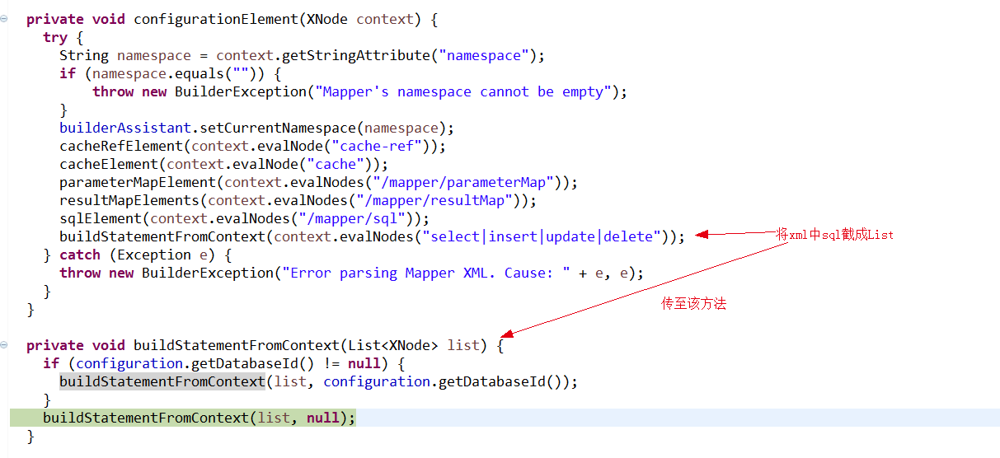 private void configurationElement(XNode context) {
try {
String namespace = context.getStringAttribute("namespace");
if (namespace.equals("")) {
throw new BuilderException("Mapper's namespace cannot be empty");
}
builderAssistant.setCurrentNamespace(namespace);
cacheRefElement(context.evalNode("cache-ref"));
cacheElement(context.evalNode("cache"));
parameterMapElement(context.evalNodes("/mapper/parameterMap"));
resultMapElements(context.evalNodes("/mapper/resultMap"));
sqlElement(context.evalNodes("/mapper/sql"));
buildStatementFromContext(context.evalNodes("select|insert|update|delete"));
将xml中sql截成List
} catch (Exception e) {
throw new BuilderException("Error parsing Mapper XML. Cause: " + e, e);
}
传至该方法
}
private void buildStatementFromContext(List<XNode> list) {
if (configuration.getDatabaseId() != null) {
buildStatementFromContext(list, configuration.getDatabaseId());
}
buildStatementFromContext(list, null);
}